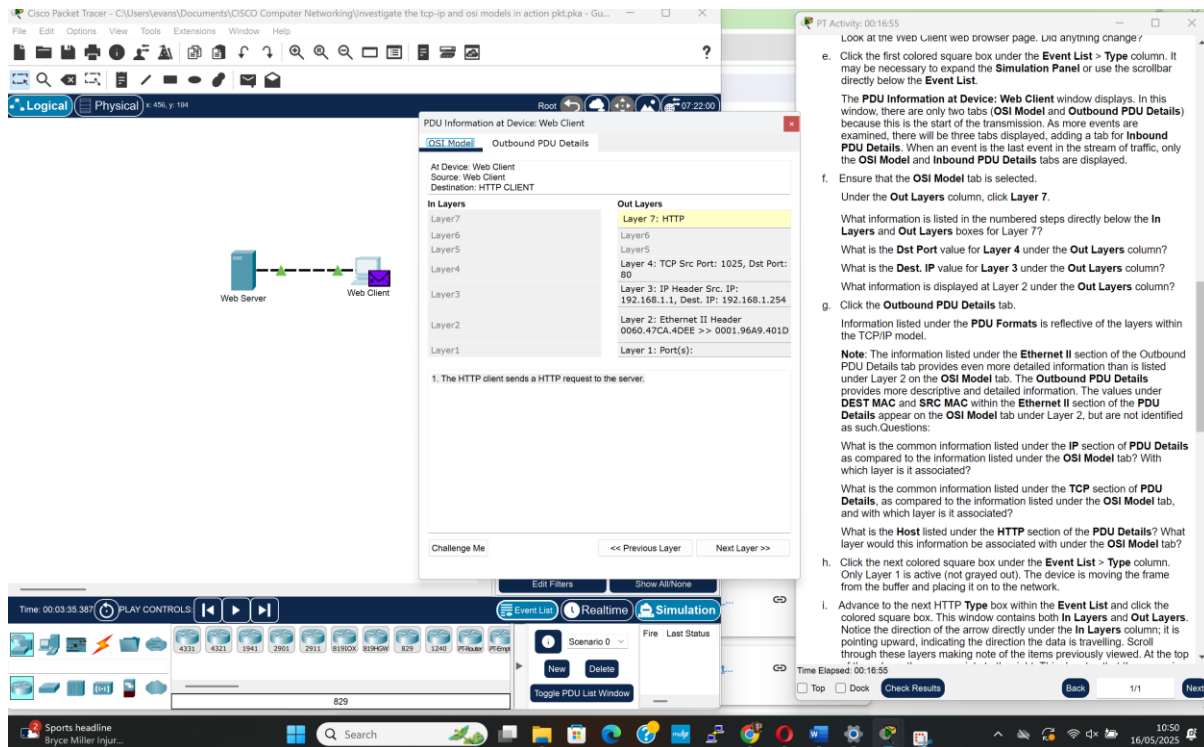 Cisco Packet Tracer - C:\Users\evans\Documents\CISCO Computer Networking\Investigate the tcp-ip and osi models in action pkt.pka - Gu...
File Edit Options View Tools Extensions Window Help
?
Logical Physical x: 456, y: 194
Root 07:22:00
Web Server
Web Client
PDU Information at Device: Web Client
OSI Model Outbound PDU Details
At Device: Web Client
Source: Web Client
Destination: HTTP CLIENT
In Layers Out Layers
Layer7 Layer 7: HTTP
Layer6 Layer6
Layer5 Layer5
Layer4 Layer 4: TCP Src Port: 1025, Dst Port:
80
Layer3 Layer 3: IP Header Src. IP:
192.168.1.1, Dest. IP: 192.168.1.254
Layer2 Layer 2: Ethernet II Header
0060.47CA.4DEE >> 0001.96A9.401D
Layer1 Layer 1: Port(s):
1. The HTTP client sends a HTTP request to the server.
Challenge Me << Previous Layer Next Layer >>
Edit Filters Show All/None
Time: 00:03:35.387 PLAY CONTROLS:
Event List Realtime Simulation
4331 4321 1941 2901 2911 819IOX 819HGW 829 1240 PT-Router PT-Empt
829
Scenario 0
New Delete
Toggle PDU List Window
Fire Last Status
PT Activity: 00:16:55
Look at the Web Client web browser page. Did anything change?
e. Click the first colored square box under the Event List > Type column. It
may be necessary to expand the Simulation Panel or use the scrollbar
directly below the Event List.
The PDU Information at Device: Web Client window displays. In this
window, there are only two tabs (OSI Model and Outbound PDU Details)
because this is the start of the transmission. As more events are
examined, there will be three tabs displayed, adding a tab for Inbound
PDU Details. When an event is the last event in the stream of traffic, only
the OSI Model and Inbound PDU Details tabs are displayed.
f. Ensure that the OSI Model tab is selected.
Under the Out Layers column, click Layer 7.
What information is listed in the numbered steps directly below the In
Layers and Out Layers boxes for Layer 7?
What is the Dst Port value for Layer 4 under the Out Layers column?
What is the Dest. IP value for Layer 3 under the Out Layers column?
What information is displayed at Layer 2 under the Out Layers column?
g. Click the Outbound PDU Details tab.
Information listed under the PDU Formats is reflective of the layers within
the TCP/IP model.
Note: The information listed under the Ethernet II section of the Outbound
PDU Details tab provides even more detailed information than is listed
under Layer 2 on the OSI Model tab. The Outbound PDU Details
provides more descriptive and detailed information. The values under
DEST MAC and SRC MAC within the Ethernet II section of the PDU
Details appear on the OSI Model tab under Layer 2, but are not identified
as such.Questions:
What is the common information listed under the IP section of PDU Details
as compared to the information listed under the OSI Model tab? With
which layer is it associated?
What is the common information listed under the TCP section of PDU
Details, as compared to the information listed under the OSI Model tab,
and with which layer is it associated?
What is the Host listed under the HTTP section of the PDU Details? What
layer would this information be associated with under the OSI Model tab?
h. Click the next colored square box under the Event List > Type column.
Only Layer 1 is active (not grayed out). The device is moving the frame
from the buffer and placing it on to the network.
i. Advance to the next HTTP Type box within the Event List and click the
colored square box. This window contains both In Layers and Out Layers.
Notice the direction of the arrow directly under the In Layers column; it is
pointing upward, indicating the direction the data is travelling. Scroll
through these layers making note of the items previously viewed. At the top
Time Elapsed: 00:16:55
Top Dock Check Results Back 1/1 Next
2
Sports headline
Bryce Miller Injur...
Search
10:50
16/05/2025